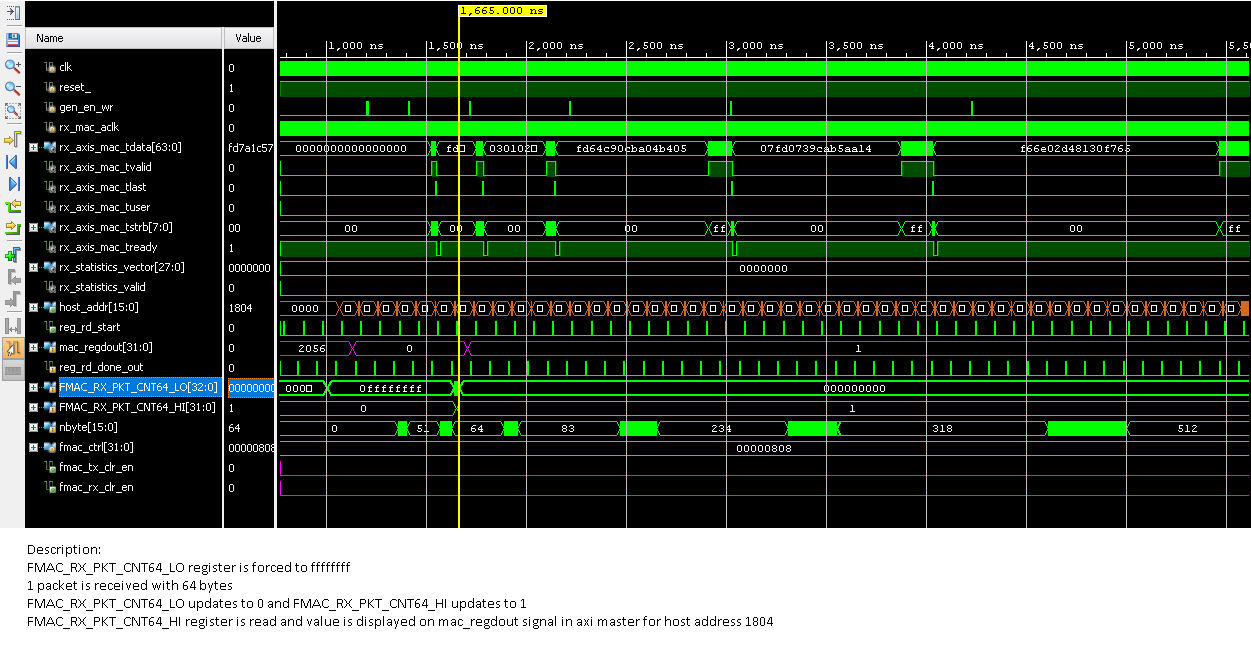 1,665.000 ns
Name Value
1,000 ns 1,500 ns 2,000 ns 2,500 ns 3,000 ns 3,500 ns 4,000 ns 4,500 ns 5,000 ns
clk 0
reset_ 1
gen_en_wr 0
rx_mac_aclk 0
rx_axis_mac_tdata[63:0] fd7a1c57 0000000000000000 fd 030102 fd64c90cba04b405 07fd0739cab5aa14 f66e02d48130f765
rx_axis_mac_tvalid 0
rx_axis_mac_tlast 0
rx_axis_mac_tuser 0
rx_axis_mac_tstrb[7:0] 00 00 00 00 00 ff 00 ff 00 ff
rx_axis_mac_tready 1
rx_statistics_vector[27:0] 0000000 0000000
rx_statistics_valid 0
host_addr[15:0] 1804 0000
reg_rd_start 0
mac_regdout[31:0] 0 2056 0 1
reg_rd_done_out 0
FMAC_RX_PKT_CNT64_LO[32:0] 00000000 000 0ffffffff 000000000
FMAC_RX_PKT_CNT64_HI[31:0] 1 0 1
nbyte[15:0] 64 0 51 64 83 234 318 512
fmac_ctrl[31:0] 00000808 00000808
fmac_tx_clr_en 0
fmac_rx_clr_en 0
Description:
FMAC_RX_PKT_CNT64_LO register is forced to ffffffff
1 packet is received with 64 bytes
FMAC_RX_PKT_CNT64_LO updates to 0 and FMAC_RX_PKT_CNT64_HI updates to 1
FMAC_RX_PKT_CNT64_HI register is read and value is displayed on mac_regdout signal in axi master for host address 1804